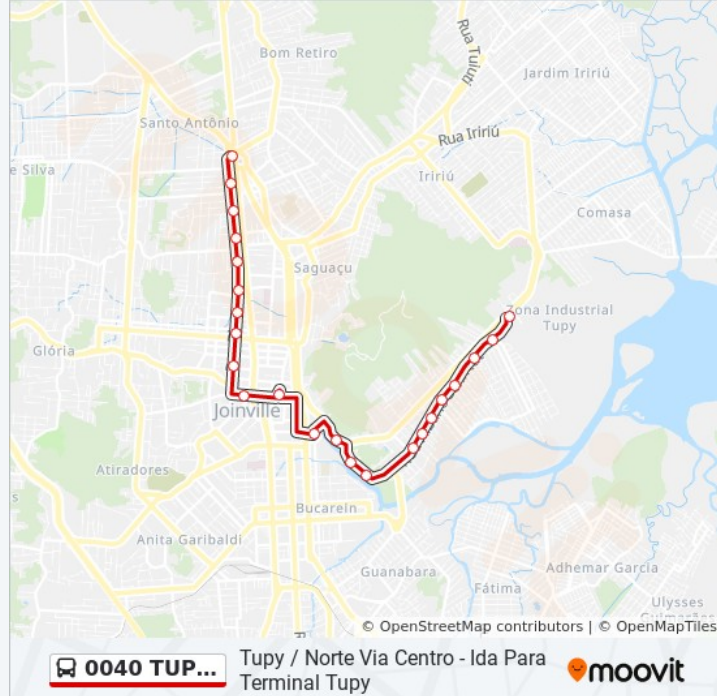 Rua Tuiuti
Bom Retiro
Jardim Iririú
Santo Antônio
Rua Iririú
e Silva
Iririú
Comasa
Saguaçu
Zona Industrial
Tupy
Glória
Joinville
Atiradores
Bucarein
Anita Garibaldi
Guanabara
Adhemar Garcia
Fátima
Ulysses
Guimarães
© OpenStreetMap contributors | © OpenMapTiles
0040 TUP...
Tupy / Norte Via Centro - Ida Para
Terminal Tupy
moovit